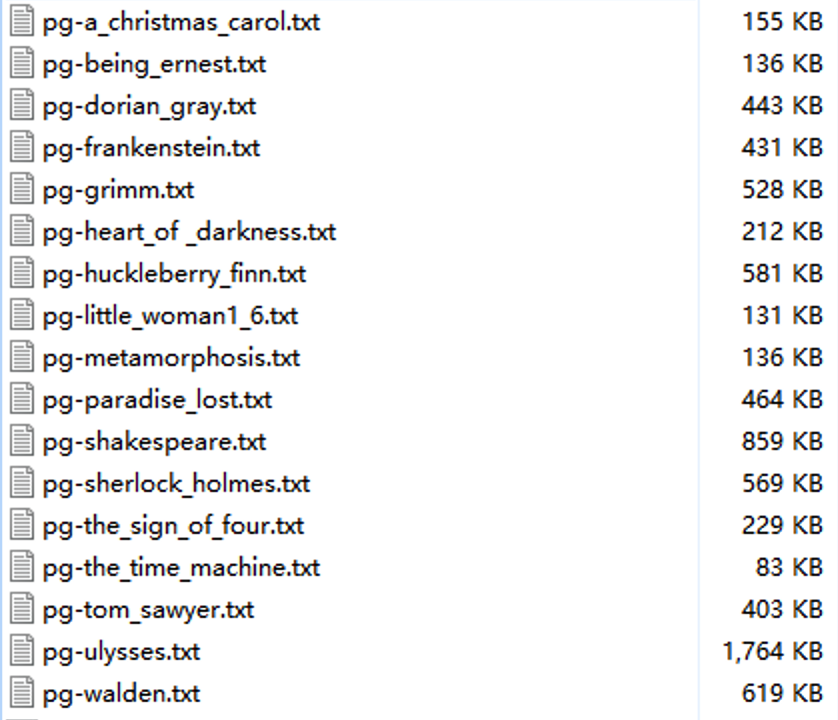 pg-a_christmas_carol.txt 155 KB
pg-being_ernest.txt 136 KB
pg-dorian_gray.txt 443 KB
pg-frankenstein.txt 431 KB
pg-grimm.txt 528 KB
pg-heart_of _darkness.txt 212 KB
pg-huckleberry_finn.txt 581 KB
pg-little_woman1_6.txt 131 KB
pg-metamorphosis.txt 136 KB
pg-paradise_lost.txt 464 KB
pg-shakespeare.txt 859 KB
pg-sherlock_holmes.txt 569 KB
pg-the_sign_of_four.txt 229 KB
pg-the_time_machine.txt 83 KB
pg-tom_sawyer.txt 403 KB
pg-ulysses.txt 1,764 KB
pg-walden.txt 619 KB